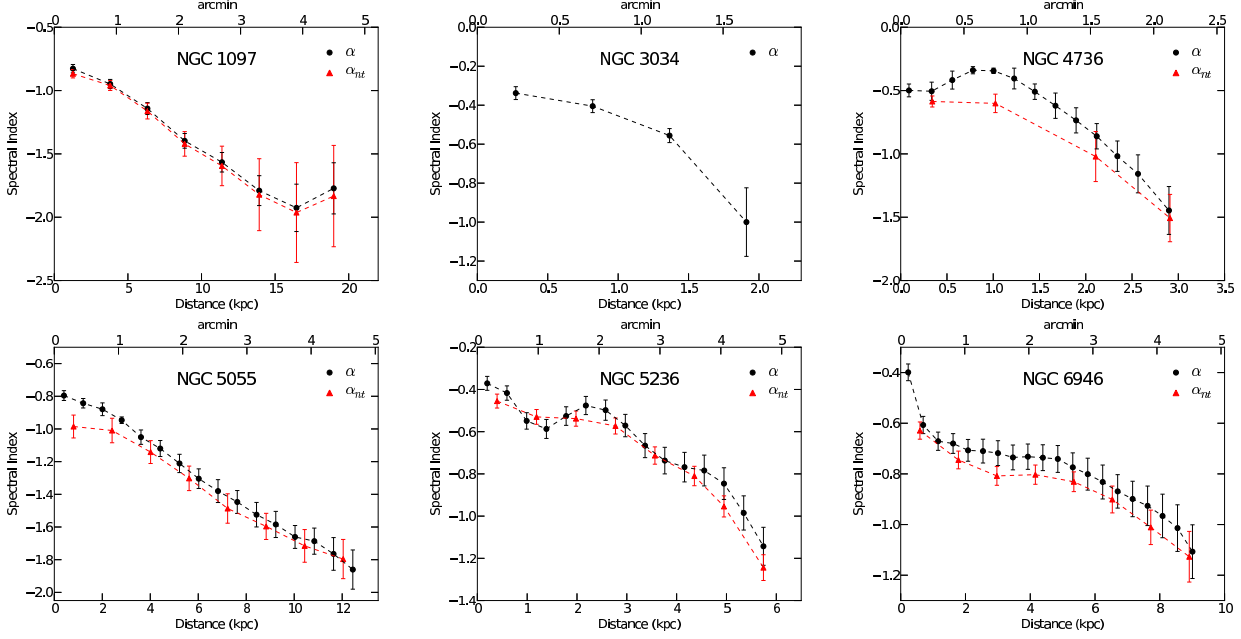 arcmin
0 1 2 3 4 5
NGC 1097
α
α_nt
Spectral Index
−0.5
−1.0
−1.5
−2.0
−2.5
0 5 10 15 20
Distance (kpc)
arcmin
0.0 0.5 1.0 1.5
NGC 3034
α
Spectral Index
0.0
−0.2
−0.4
−0.6
−0.8
−1.0
−1.2
0.0 0.5 1.0 1.5 2.0
Distance (kpc)
arcmin
0.0 0.5 1.0 1.5 2.0 2.5
NGC 4736
α
α_nt
Spectral Index
0.0
−0.5
−1.0
−1.5
−2.0
0.0 0.5 1.0 1.5 2.0 2.5 3.0 3.5
Distance (kpc)
arcmin
0 1 2 3 4 5
NGC 5055
α
α_nt
Spectral Index
−0.6
−0.8
−1.0
−1.2
−1.4
−1.6
−1.8
−2.0
0 2 4 6 8 10 12
Distance (kpc)
arcmin
0 1 2 3 4 5
NGC 5236
α
α_nt
Spectral Index
−0.2
−0.4
−0.6
−0.8
−1.0
−1.2
−1.4
0 1 2 3 4 5 6
Distance (kpc)
arcmin
0 1 2 3 4 5
NGC 6946
α
α_nt
Spectral Index
−0.4
−0.6
−0.8
−1.0
−1.2
0 2 4 6 8 10
Distance (kpc)